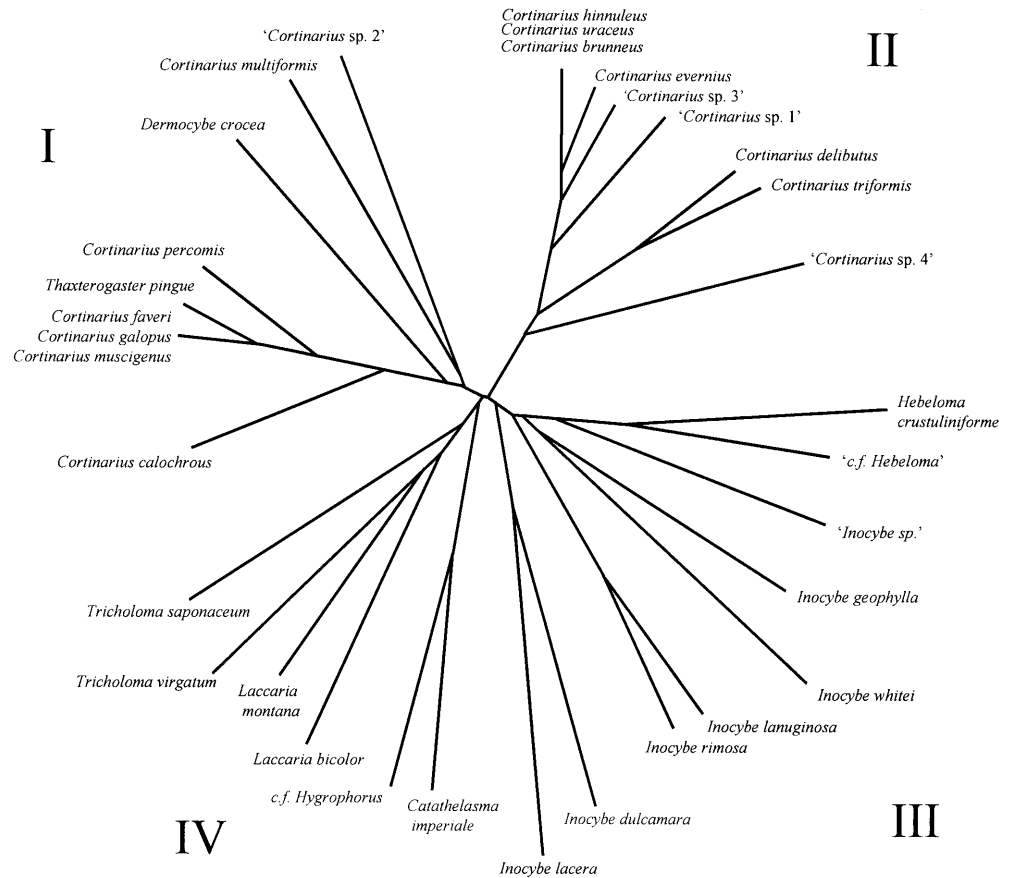 Cortinarius hinnuleus
Cortinarius uraceus
Cortinarius brunneus
'Cortinarius sp. 2'
II
Cortinarius multiformis
Cortinarius evernius
'Cortinarius sp. 3'
'Cortinarius sp. 1'
Dermocybe crocea
I
Cortinarius delibutus
Cortinarius triformis
Cortinarius percomis
'Cortinarius sp. 4'
Thaxterogaster pingue
Cortinarius faveri
Cortinarius galopus
Cortinarius muscigenus
Hebeloma
crustuliniforme
Cortinarius calochrous
'c.f. Hebeloma'
'Inocybe sp.'
Inocybe geophylla
Tricholoma saponaceum
Tricholoma virgatum
Laccaria
montana
Inocybe whitei
Inocybe lanuginosa
Inocybe rimosa
Laccaria bicolor
c.f. Hygrophorus
Catathelasma
imperiale
Inocybe dulcamara
IV
III
Inocybe lacera